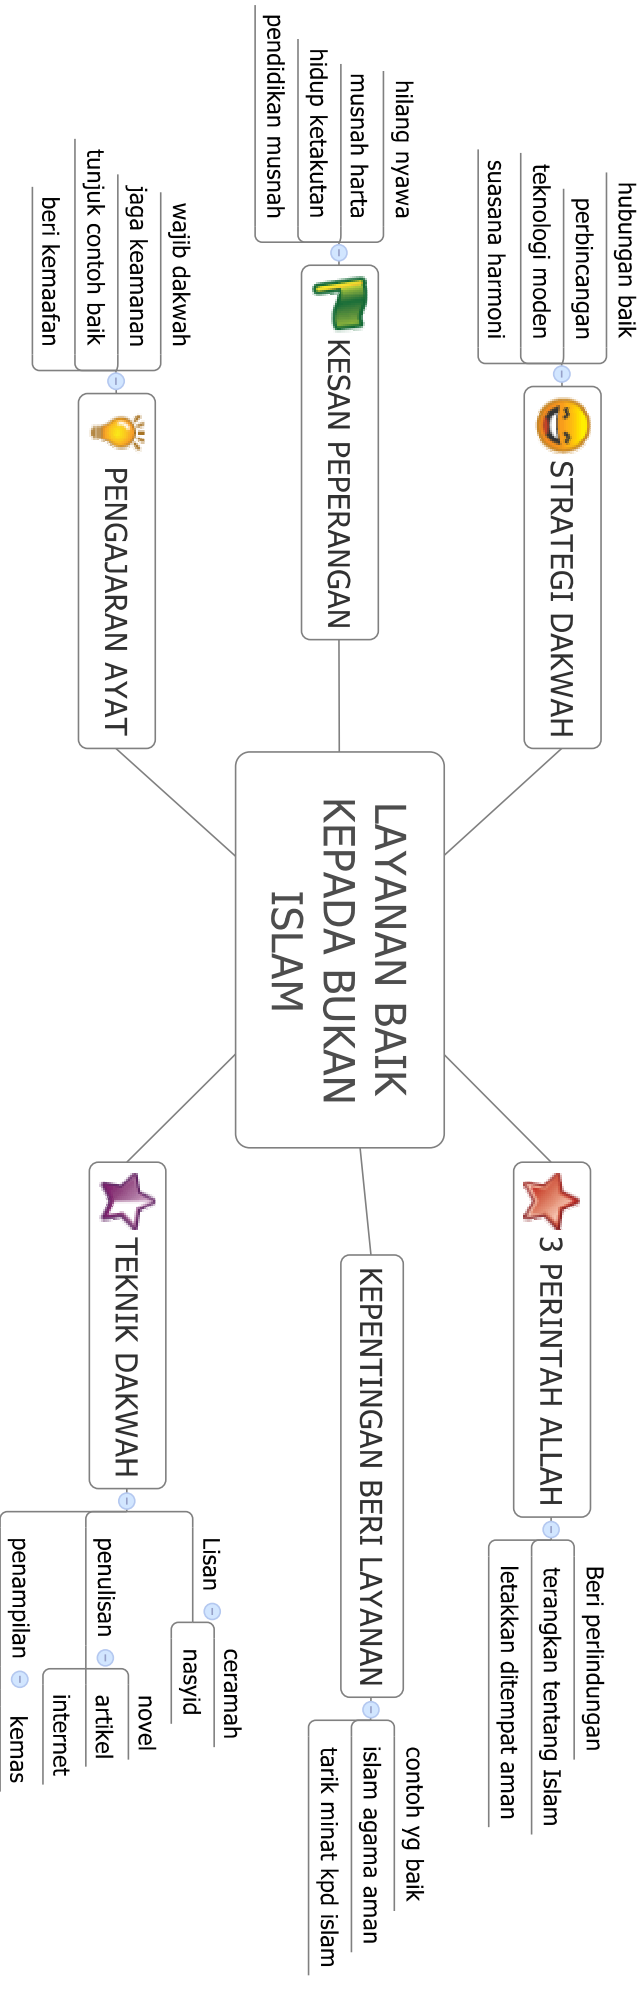 LAYANAN BAIK
KEPADA BUKAN
ISLAM
3 PERINTAH ALLAH
Beri perlindungan
terangkan tentang Islam
letakkan ditempat aman
KEPENTINGAN BERI LAYANAN
contoh yg baik
islam agama aman
tarik minat kpd islam
TEKNIK DAKWAH
Lisan
ceramah
nasyid
penulisan
novel
artikel
internet
penampilan
kemas
STRATEGI DAKWAH
hubungan baik
perbincangan
teknologi moden
suasana harmoni
KESAN PEPERANGAN
hilang nyawa
musnah harta
hidup ketakutan
pendidikan musnah
PENGAJARAN AYAT
wajib dakwah
jaga keamanan
tunjuk contoh baik
beri kemaafan